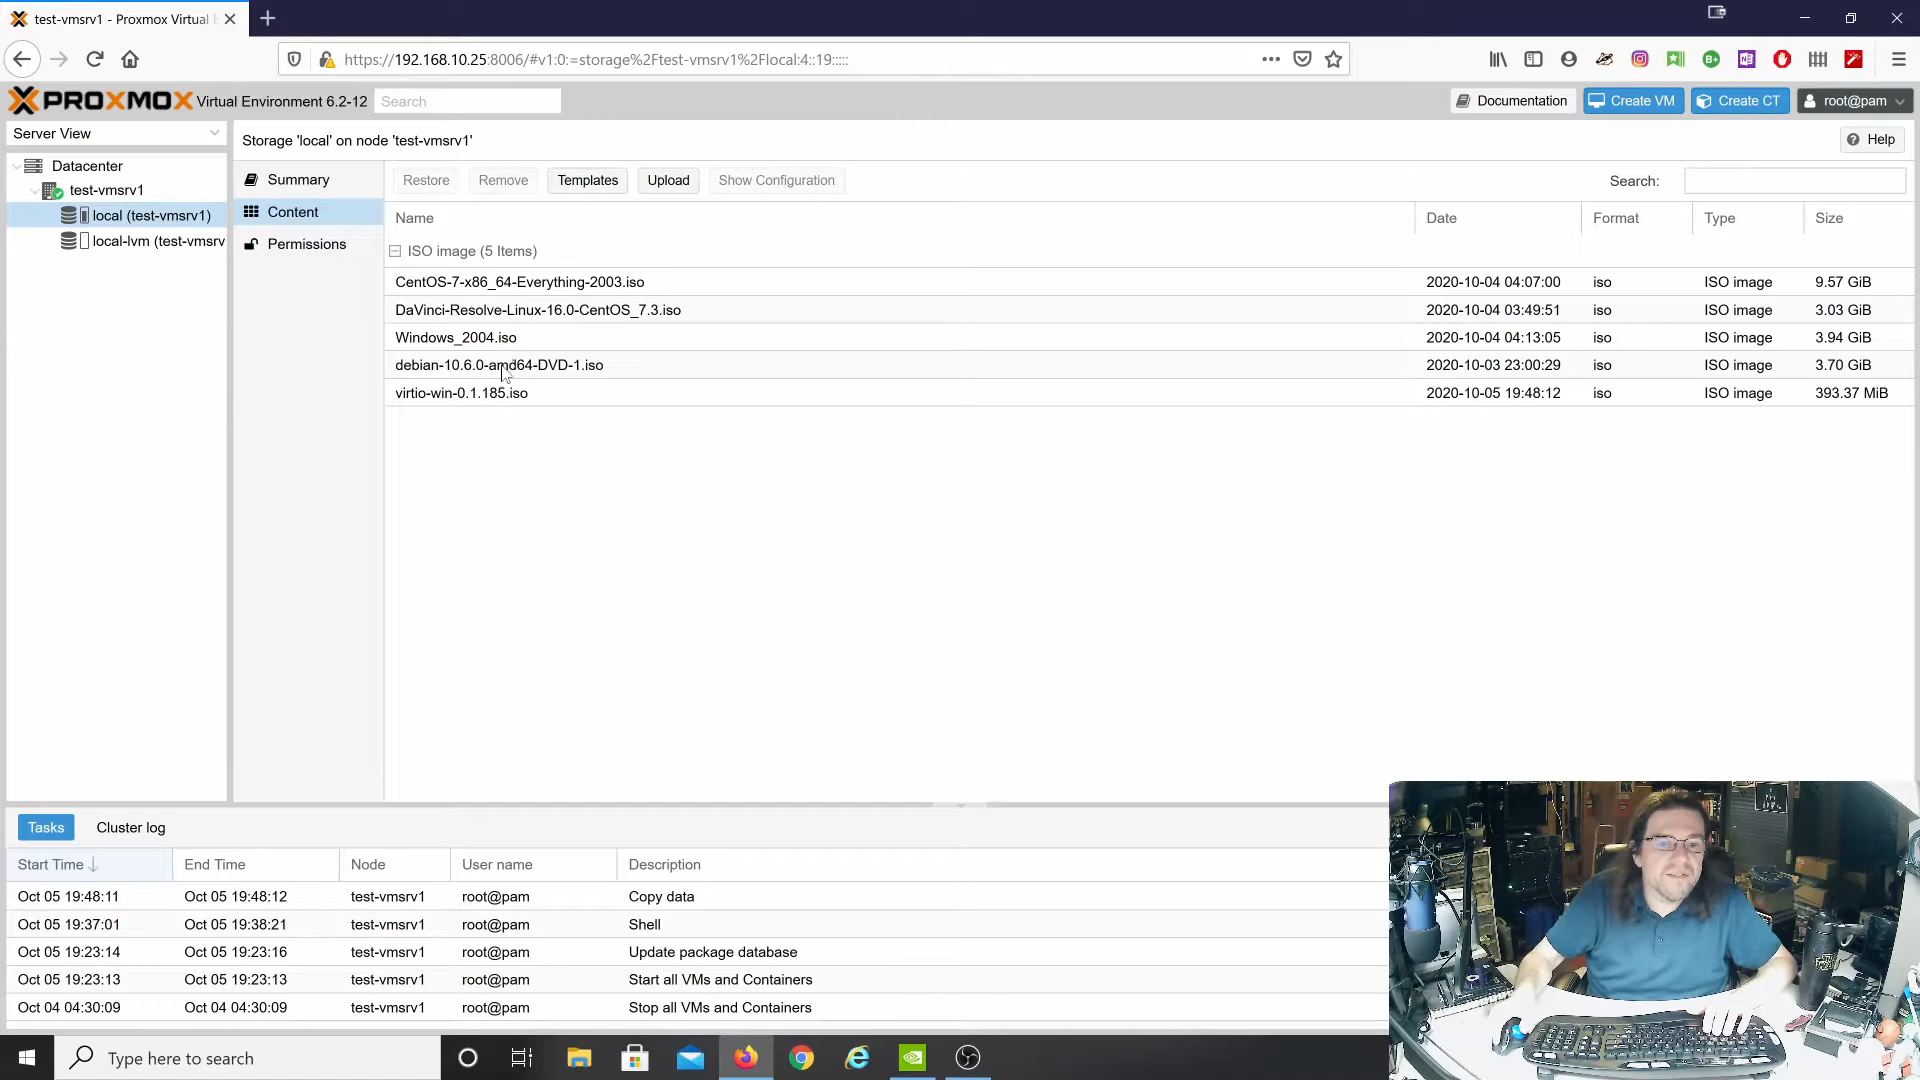 test-vmsrv1 - Proxmox Virtual E
https://192.168.10.25:8006/#v1:0:=storage%2Ftest-vmsrv1%2Flocal:4::19:::::
PROXMOX Virtual Environment 6.2-12 Search
Documentation Create VM Create CT root@pam
Server View
Storage 'local' on node 'test-vmsrv1'
Help
Datacenter
test-vmsrv1
local (test-vmsrv1)
local-lvm (test-vmsrv
Summary
Content
Permissions
Restore Remove Templates Upload Show Configuration Search:
Name Date Format Type Size
ISO image (5 Items)
CentOS-7-x86_64-Everything-2003.iso 2020-10-04 04:07:00 iso ISO image 9.57 GiB
DaVinci-Resolve-Linux-16.0-CentOS_7.3.iso 2020-10-04 03:49:51 iso ISO image 3.03 GiB
Windows_2004.iso 2020-10-04 04:13:05 iso ISO image 3.94 GiB
debian-10.6.0-amd64-DVD-1.iso 2020-10-03 23:00:29 iso ISO image 3.70 GiB
virtio-win-0.1.185.iso 2020-10-05 19:48:12 iso ISO image 393.37 MiB
Tasks Cluster log
Start Time End Time Node User name Description
Oct 05 19:48:11 Oct 05 19:48:12 test-vmsrv1 root@pam Copy data
Oct 05 19:37:01 Oct 05 19:38:21 test-vmsrv1 root@pam Shell
Oct 05 19:23:14 Oct 05 19:23:16 test-vmsrv1 root@pam Update package database
Oct 05 19:23:13 Oct 05 19:23:13 test-vmsrv1 root@pam Start all VMs and Containers
Oct 04 04:30:09 Oct 04 04:30:09 test-vmsrv1 root@pam Stop all VMs and Containers
Type here to search